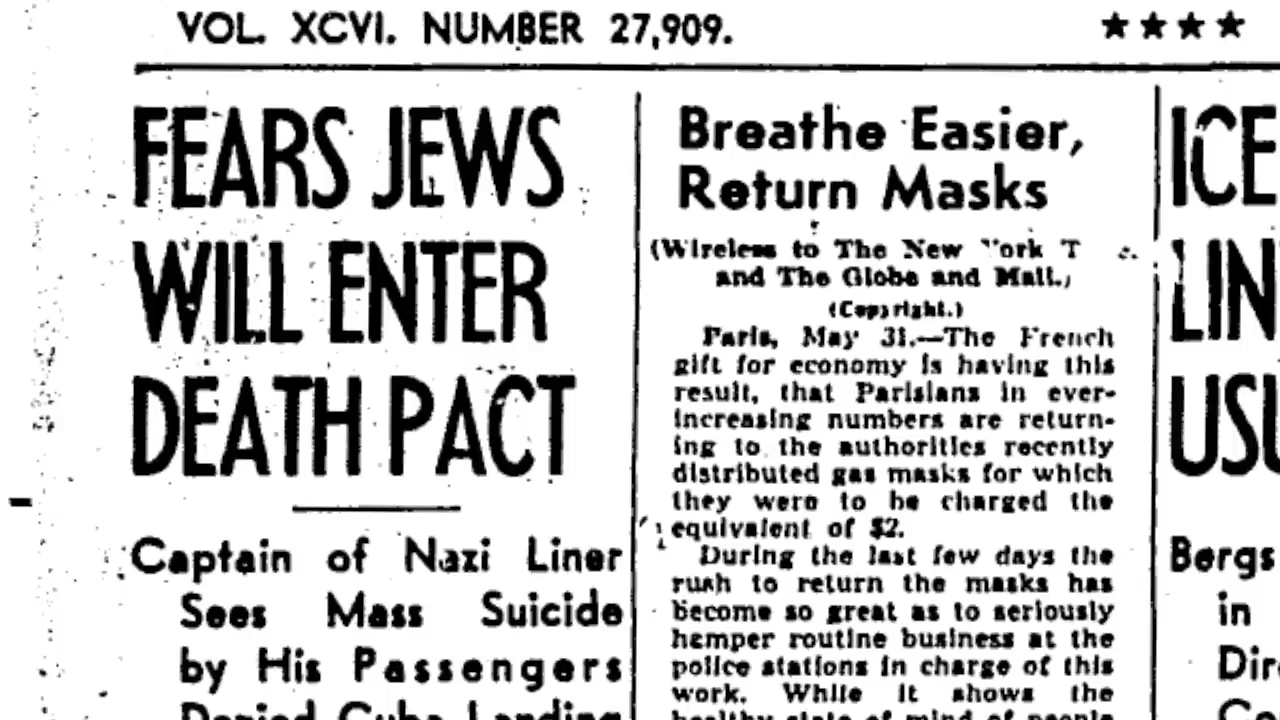 VOL. XCVI. NUMBER 27,909.
★★★★
FEARS JEWS
WILL ENTER
DEATH PACT
Captain of Nazi Liner
Sees Mass Suicide
by His Passengers
Denied Cuba Landing
Breathe Easier,
Return Masks
(Wireless to The New York T
and The Globe and Mail.)
(Copyright.)
Paris, May 31.—The French
gift for economy is having this
result, that Parisians in ever-
increasing numbers are return-
ing to the authorities recently
distributed gas masks for which
they were to be charged the
equivalent of $2.
During the last few days the
rush to return the masks has
become so great as to seriously
hamper routine business at the
police stations in charge of this
work. While it shows the
healthy state of mind of people
ICE
LIN
USU
Bergs
in
Dir